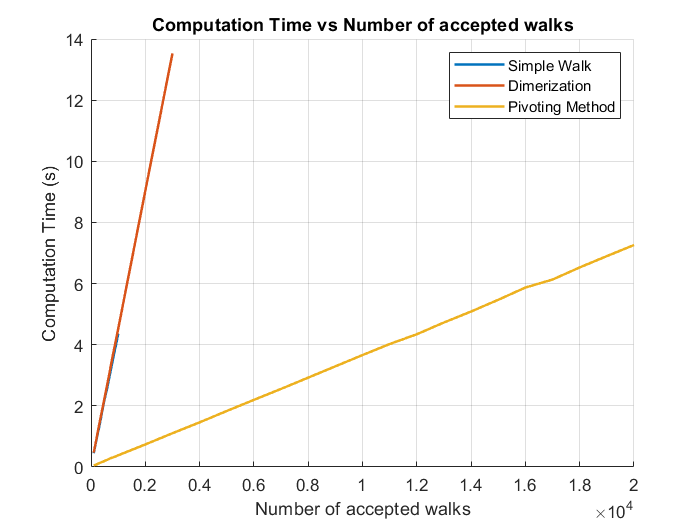 Computation Time vs Number of accepted walks
14
12
10
8
6
4
2
0
Computation Time (s)
Simple Walk
Dimerization
Pivoting Method
0 0.2 0.4 0.6 0.8 1 1.2 1.4 1.6 1.8 2
Number of accepted walks
×10⁴